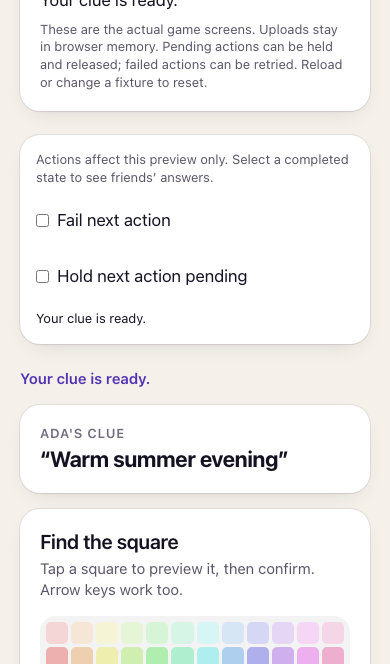 Your clue is ready.
These are the actual game screens. Uploads stay
in browser memory. Pending actions can be held
and released; failed actions can be retried. Reload
or change a fixture to reset.
Actions affect this preview only. Select a completed
state to see friends’ answers.
Fail next action
Hold next action pending
Your clue is ready.
Your clue is ready.
ADA'S CLUE
“Warm summer evening”
Find the square
Tap a square to preview it, then confirm.
Arrow keys work too.